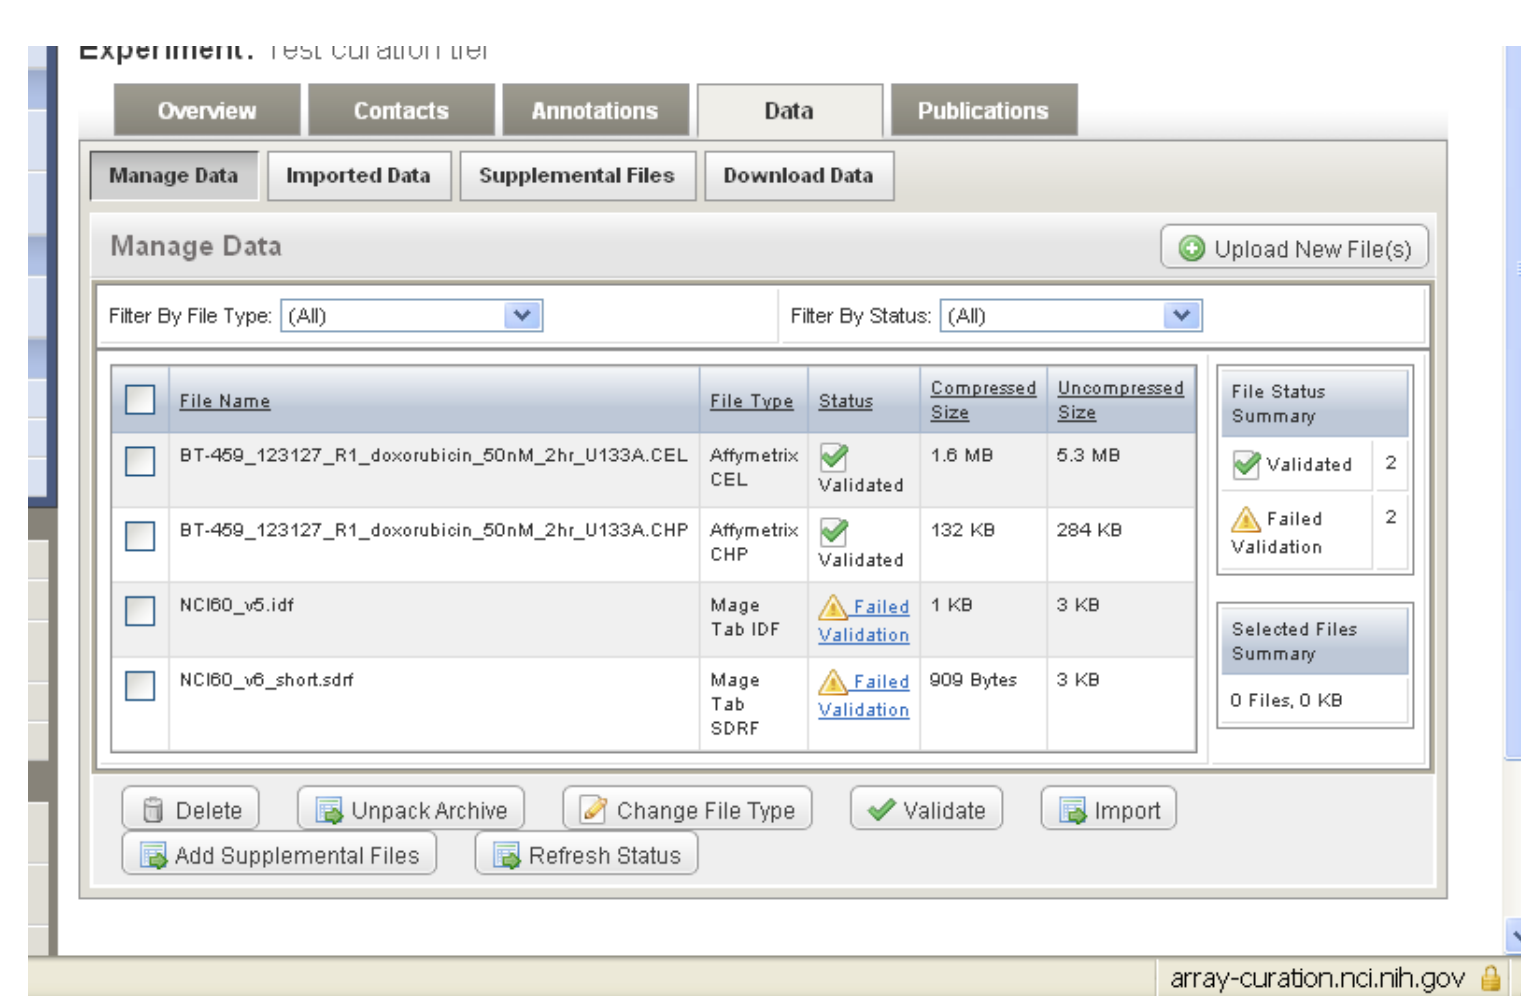 Experiment: Test curation tier
Overview Contacts Annotations Data Publications
Manage Data Imported Data Supplemental Files Download Data
Manage Data
Upload New File(s)
Filter By File Type: (All) Filter By Status: (All)
File Name File Type Status Compressed Size Uncompressed Size
BT-459_123127_R1_doxorubicin_50nM_2hr_U133A.CEL Affymetrix CEL Validated 1.6 MB 5.3 MB
BT-459_123127_R1_doxorubicin_50nM_2hr_U133A.CHP Affymetrix CHP Validated 132 KB 284 KB
NCI60_v5.idf Mage Tab IDF Failed Validation 1 KB 3 KB
NCI60_v6_short.sdrf Mage Tab SDRF Failed Validation 909 Bytes 3 KB
File Status Summary
Validated 2
Failed Validation 2
Selected Files Summary
0 Files, 0 KB
Delete Unpack Archive Change File Type Validate Import
Add Supplemental Files Refresh Status
array-curation.nci.nih.gov